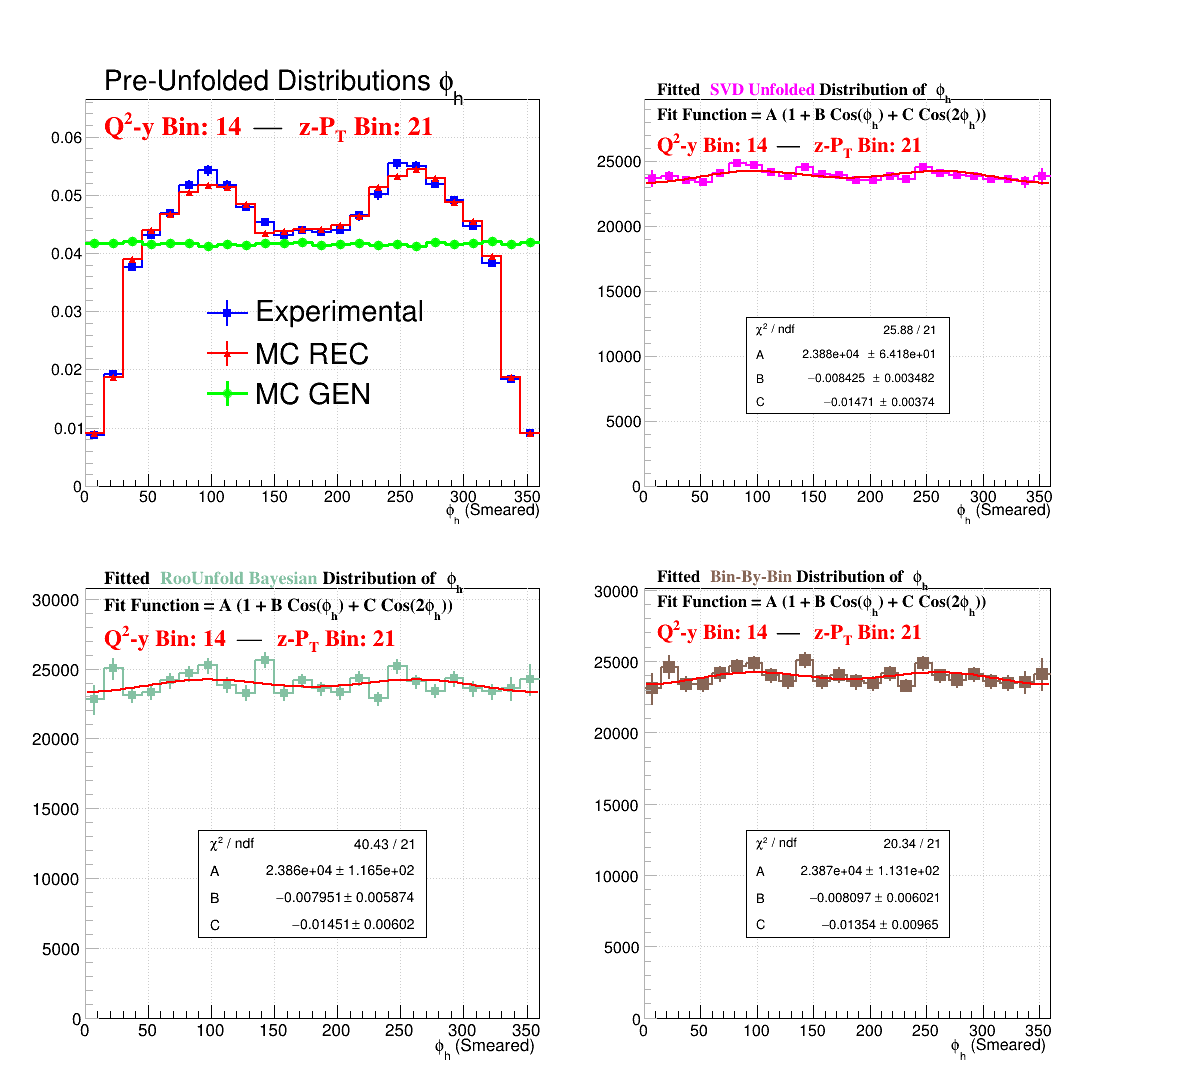 Pre-Unfolded Distributions ϕh
Q2-y Bin: 14 — z-PT Bin: 21
0.06
0.05
0.04
0.03
0.02
0.01
0
Experimental
MC REC
MC GEN
0 50 100 150 200 250 300 350
ϕh (Smeared)
Fitted SVD Unfolded Distribution of ϕh
Fit Function = A (1 + B Cos(ϕh) + C Cos(2ϕh))
Q2-y Bin: 14 — z-PT Bin: 21
25000
20000
15000
10000
5000
0
χ2 / ndf 25.88 / 21
A 2.388e+04 ± 6.418e+01
B −0.008425 ± 0.003482
C −0.01471 ± 0.00374
0 50 100 150 200 250 300 350
ϕh (Smeared)
Fitted RooUnfold Bayesian Distribution of ϕh
Fit Function = A (1 + B Cos(ϕh) + C Cos(2ϕh))
Q2-y Bin: 14 — z-PT Bin: 21
30000
25000
20000
15000
10000
5000
0
χ2 / ndf 40.43 / 21
A 2.386e+04 ± 1.165e+02
B −0.007951 ± 0.005874
C −0.01451 ± 0.00602
0 50 100 150 200 250 300 350
ϕh (Smeared)
Fitted Bin-By-Bin Distribution of ϕh
Fit Function = A (1 + B Cos(ϕh) + C Cos(2ϕh))
Q2-y Bin: 14 — z-PT Bin: 21
30000
25000
20000
15000
10000
5000
0
χ2 / ndf 20.34 / 21
A 2.387e+04 ± 1.131e+02
B −0.008097 ± 0.006021
C −0.01354 ± 0.00965
0 50 100 150 200 250 300 350
ϕh (Smeared)